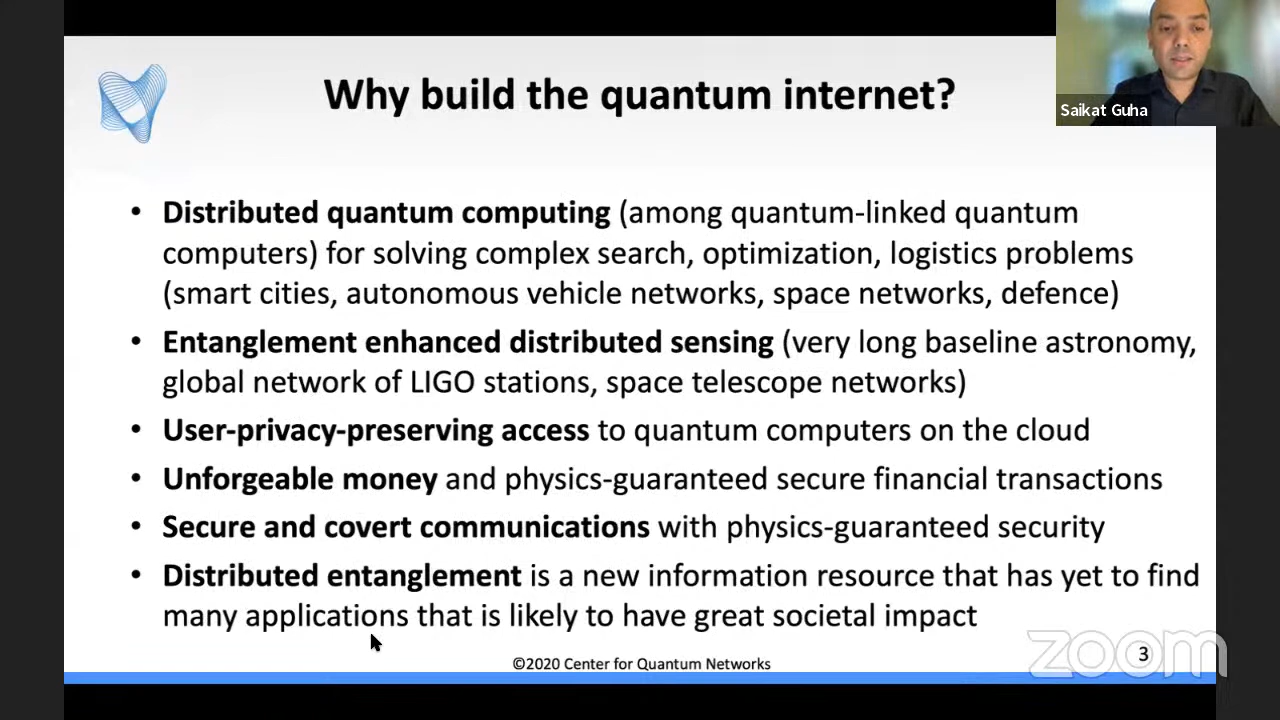 Why build the quantum internet?
Saikat Guha
• Distributed quantum computing (among quantum-linked quantum
computers) for solving complex search, optimization, logistics problems
(smart cities, autonomous vehicle networks, space networks, defence)
• Entanglement enhanced distributed sensing (very long baseline astronomy,
global network of LIGO stations, space telescope networks)
• User-privacy-preserving access to quantum computers on the cloud
• Unforgeable money and physics-guaranteed secure financial transactions
• Secure and covert communications with physics-guaranteed security
• Distributed entanglement is a new information resource that has yet to find
many applications that is likely to have great societal impact
©2020 Center for Quantum Networks
3
zoom